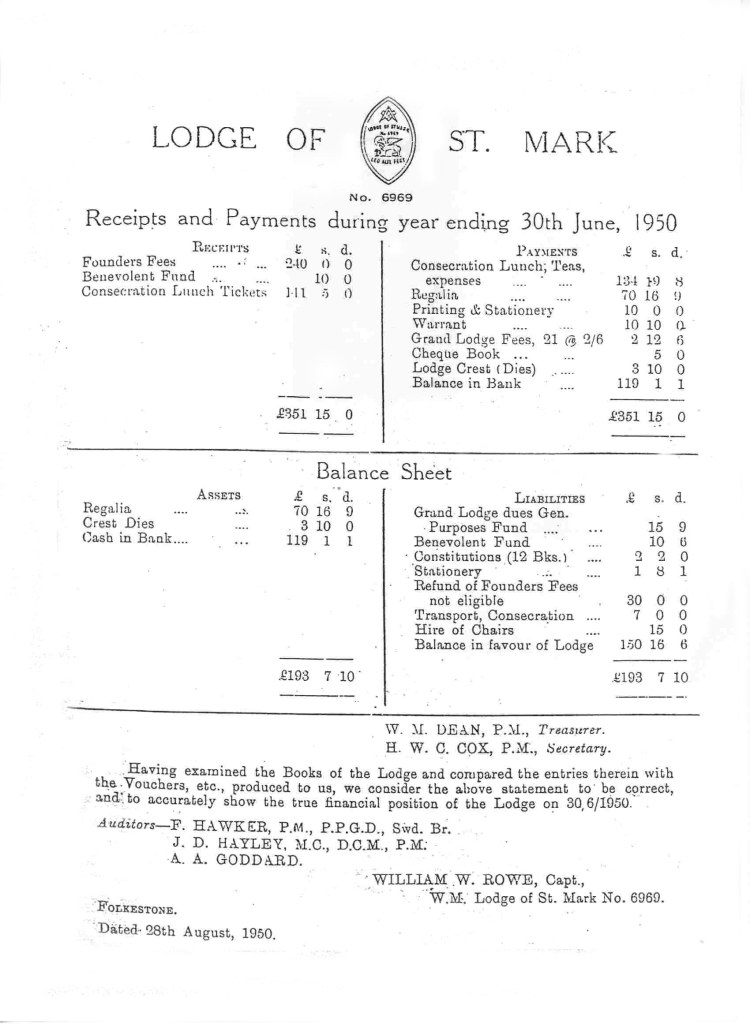 LODGE OF ST. MARK
LODGE OF ST MARK
No. 6969
Receipts and Payments during year ending 30th June, 1950
RECEIPTS £ s. d.
Founders Fees .... ... 240 0 0
Benevolent Fund .... 10 0
Consecration Lunch Tickets 111 5 0
£351 15 0
PAYMENTS £ s. d.
Consecration Lunch, Teas,
expenses .... .... 134 19 8
Regalia .... .... 70 16 9
Printing & Stationery 10 0 0
Warrant .... .... 10 10 0
Grand Lodge Fees, 21 @ 2/6 2 12 6
Cheque Book ... ... 5 0
Lodge Crest (Dies) .... 3 10 0
Balance in Bank .... 119 1 1
£351 15 0
Balance Sheet
ASSETS £ s. d.
Regalia .... .... 70 16 9
Crest Dies .... 3 10 0
Cash in Bank.... ... 119 1 1
£193 7 10
LIABILITIES £ s. d.
Grand Lodge dues Gen.
Purposes Fund .... ... 15 9
Benevolent Fund .... 10 6
Constitutions (12 Bks.) .... 2 2 0
Stationery ... .... 1 8 1
Refund of Founders Fees
not eligible 30 0 0
Transport, Consecration .... 7 0 0
Hire of Chairs .... 15 0
Balance in favour of Lodge 150 16 6
£193 7 10
W. M. DEAN, P.M., Treasurer.
H. W. C. COX, P.M., Secretary.
Having examined the Books of the Lodge and compared the entries therein with
the Vouchers, etc., produced to us, we consider the above statement to be correct,
and to accurately show the true financial position of the Lodge on 30/6/1950.
Auditors—F. HAWKER, P.M., P.P.G.D., Swd. Br.
J. D. HAYLEY, M.C., D.C.M., P.M.
A. A. GODDARD.
WILLIAM W. ROWE, Capt.,
W.M. Lodge of St. Mark No. 6969.
FOLKESTONE.
Dated 28th August, 1950.